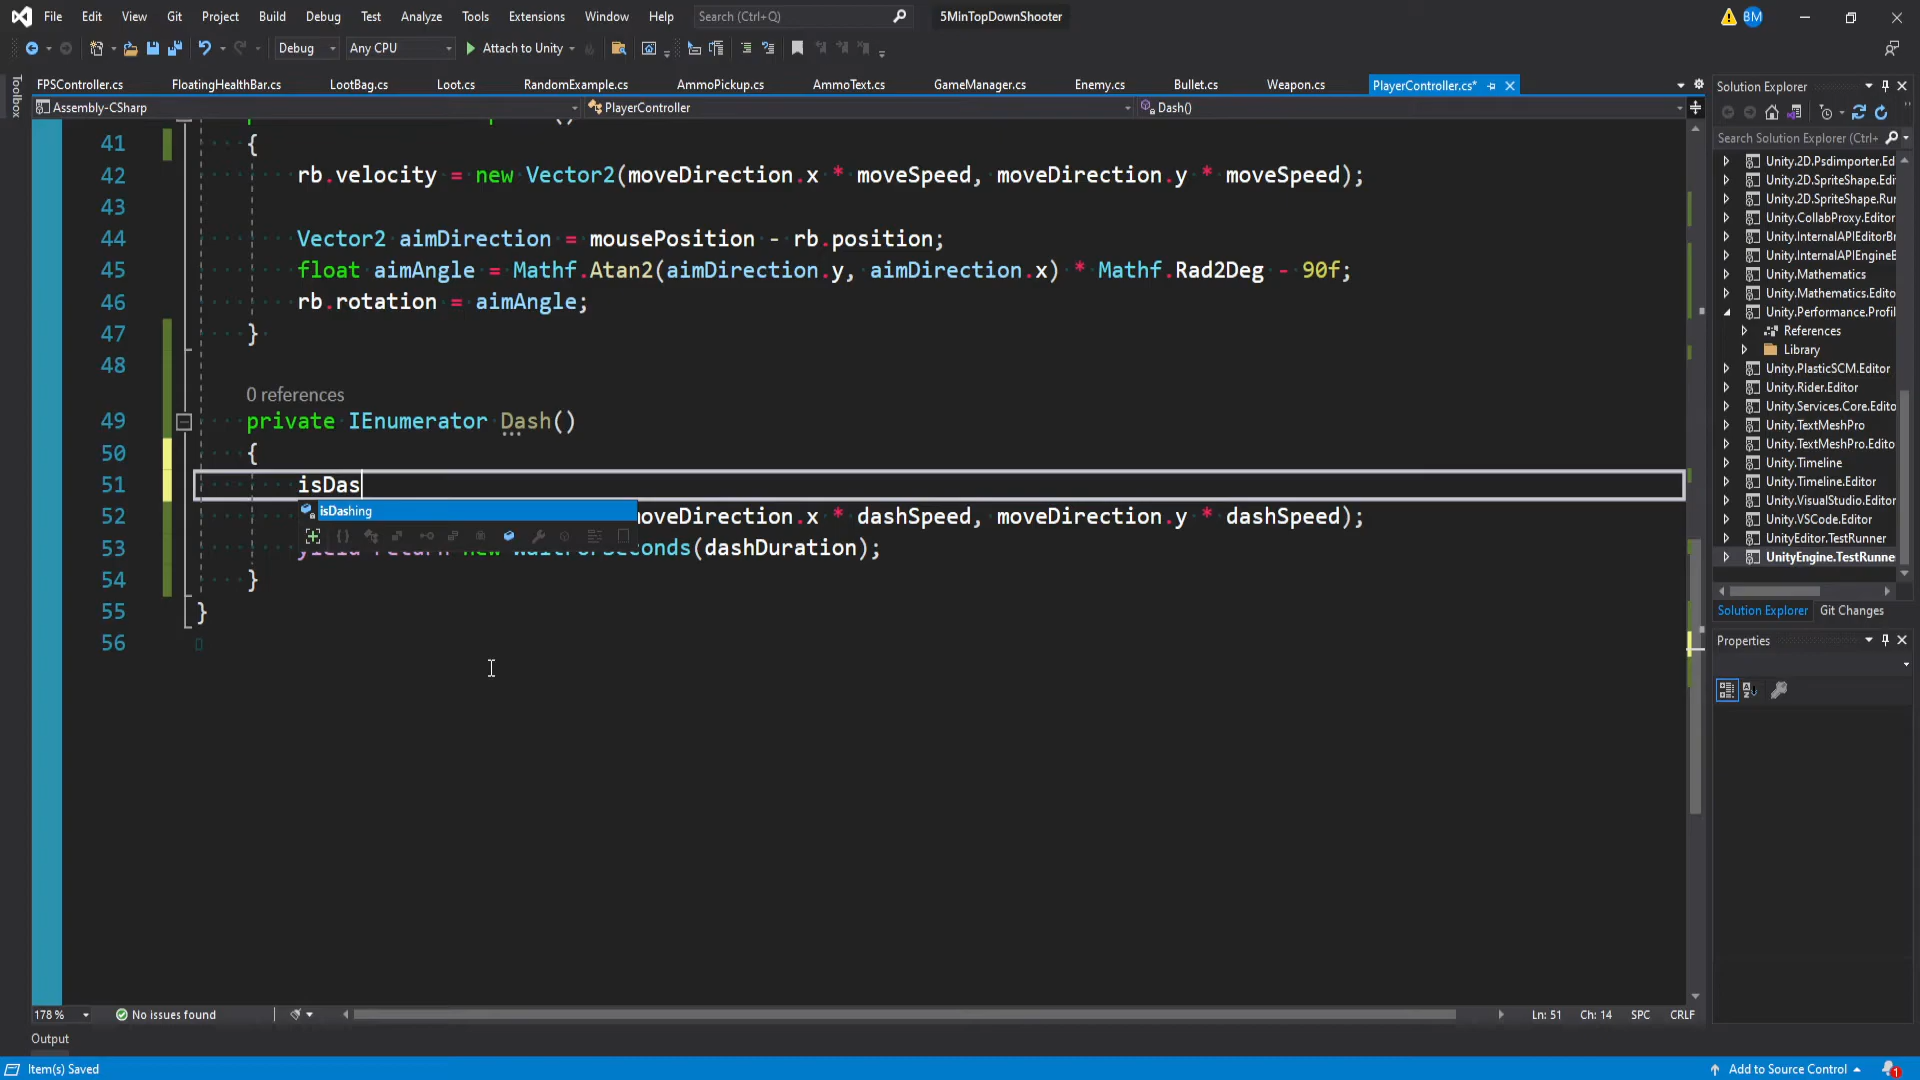 File Edit View Git Project Build Debug Test Analyze Tools Extensions Window Help Search (Ctrl+Q) 5MinTopDownShooter BM
Debug Any CPU Attach to Unity
FPSController.cs FloatingHealthBar.cs LootBag.cs Loot.cs RandomExample.cs AmmoPickup.cs AmmoText.cs GameManager.cs Enemy.cs Bullet.cs Weapon.cs PlayerController.cs*
Assembly-CSharp PlayerController Dash()
Toolbox
41 {
42 rb.velocity = new Vector2(moveDirection.x * moveSpeed, moveDirection.y * moveSpeed);
43
44 Vector2 aimDirection = mousePosition - rb.position;
45 float aimAngle = Mathf.Atan2(aimDirection.y, aimDirection.x) * Mathf.Rad2Deg - 90f;
46 rb.rotation = aimAngle;
47 }
48
0 references
49 private IEnumerator Dash()
50 {
51 isDas
isDashing
52 moveDirection.x * dashSpeed, moveDirection.y * dashSpeed);
53 yield return new WaitForSeconds(dashDuration);
54 }
55 }
56
178 % No issues found Ln: 51 Ch: 14 SPC CRLF
Output
Item(s) Saved Add to Source Control 1
Solution Explorer
Search Solution Explorer (Ctrl+
Unity.2D.Psdimporter.Ed
Unity.2D.SpriteShape.Edi
Unity.2D.SpriteShape.Rur
Unity.CollabProxy.Editor
Unity.InternalAPIEditorBr
Unity.InternalAPIEngineE
Unity.Mathematics
Unity.Mathematics.Edito
Unity.Performance.Profil
References
Library
Unity.PlasticSCM.Editor
Unity.Rider.Editor
Unity.Services.Core.Edito
Unity.TextMeshPro
Unity.TextMeshPro.Edito
Unity.Timeline
Unity.Timeline.Editor
Unity.VisualStudio.Editor
Unity.VSCode.Editor
UnityEditor.TestRunner
UnityEngine.TestRunne
Solution Explorer Git Changes
Properties